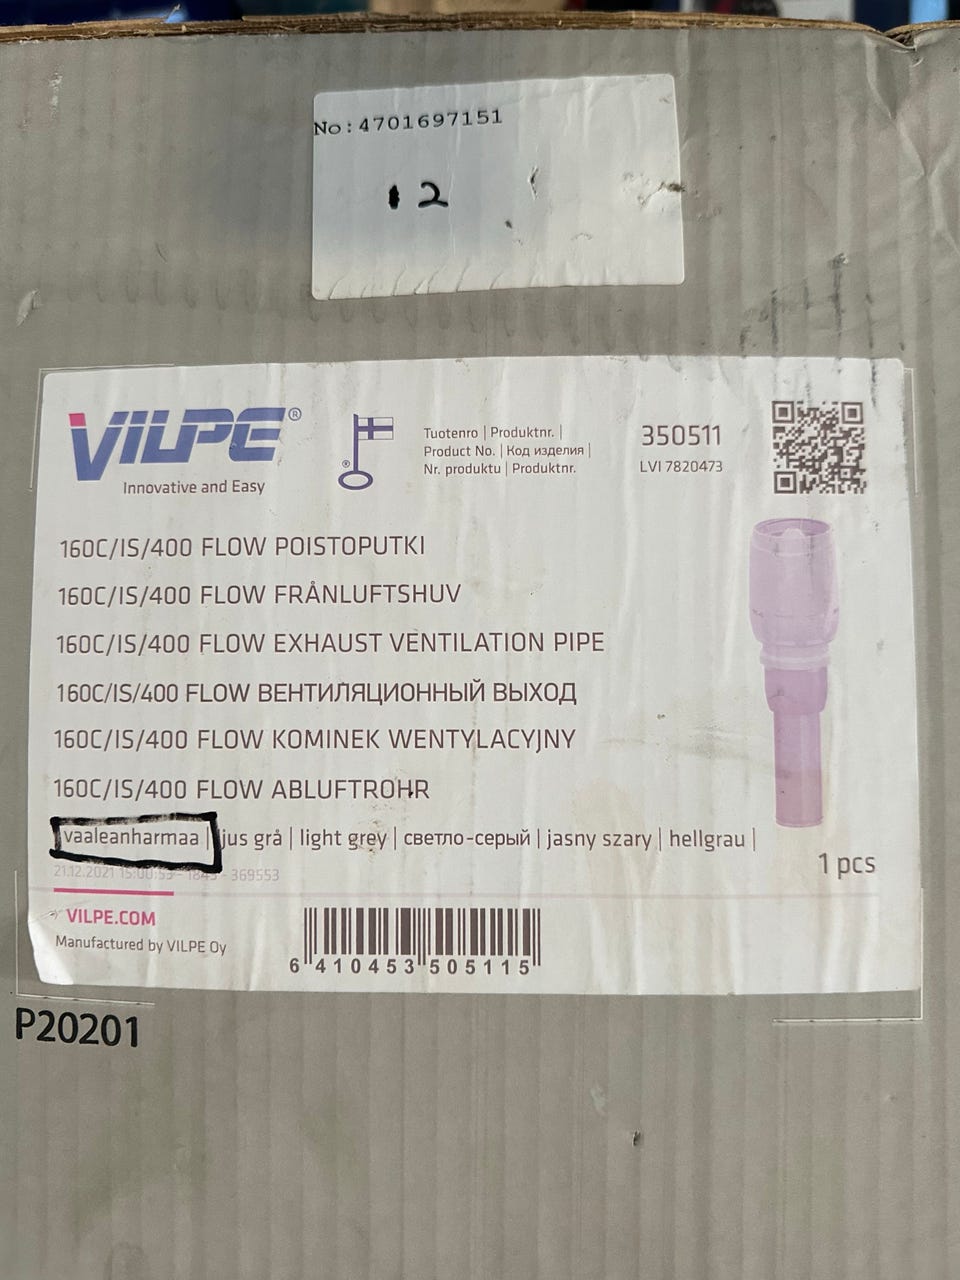 No:4701697151
12
VILPE®
Innovative and Easy
®
Tuotenro | Produktnr. |
Product No. | Код изделия |
Nr. produktu | Produktnr.
350511
LVI 7820473
160C/IS/400 FLOW POISTOPUTKI
160C/IS/400 FLOW FRÅNLUFTSHUV
160C/IS/400 FLOW EXHAUST VENTILATION PIPE
160C/IS/400 FLOW ВЕНТИЛЯЦИОННЫЙ ВЫХОД
160C/IS/400 FLOW KOMINEK WENTYLACYJNY
160C/IS/400 FLOW ABLUFTROHR
vaaleanharmaa | ljus grå | light grey | светло-серый | jasny szary | hellgrau |
21.12.2021 15:00:53 - 1843 - 369553
1 pcs
VILPE.COM
Manufactured by VILPE Oy
6 410453 505115
P20201